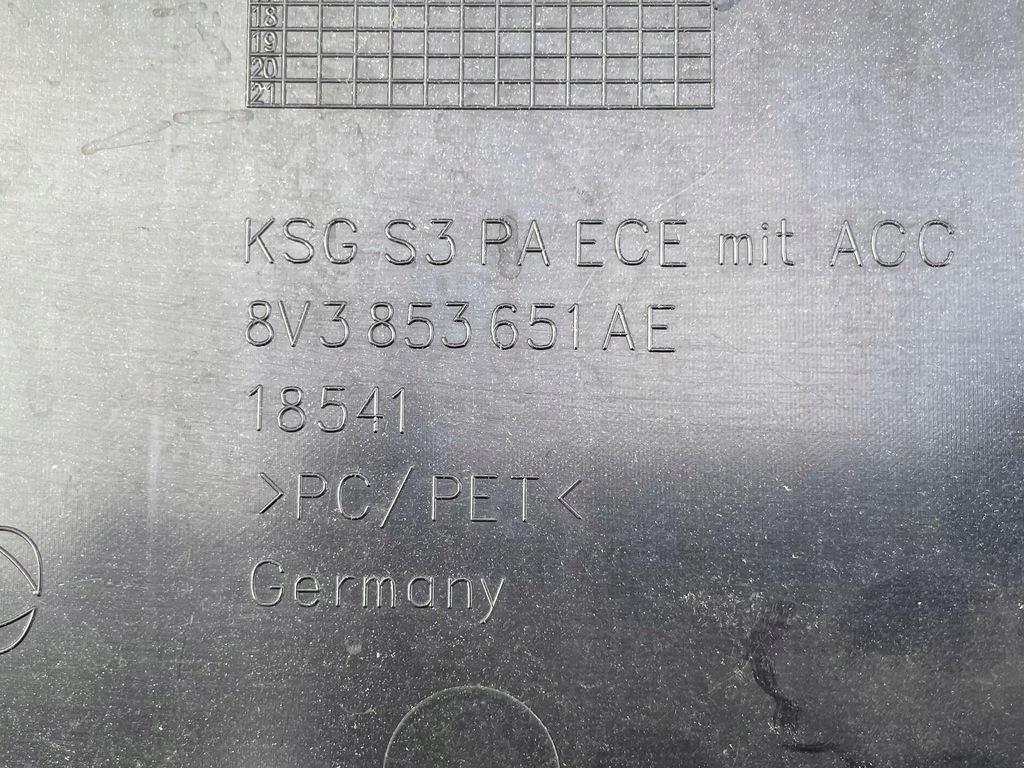 18
19
20
21
KSG S3 PA ECE mit ACC
8V3 853 651 AE
18541
>PC/PET<
Germany